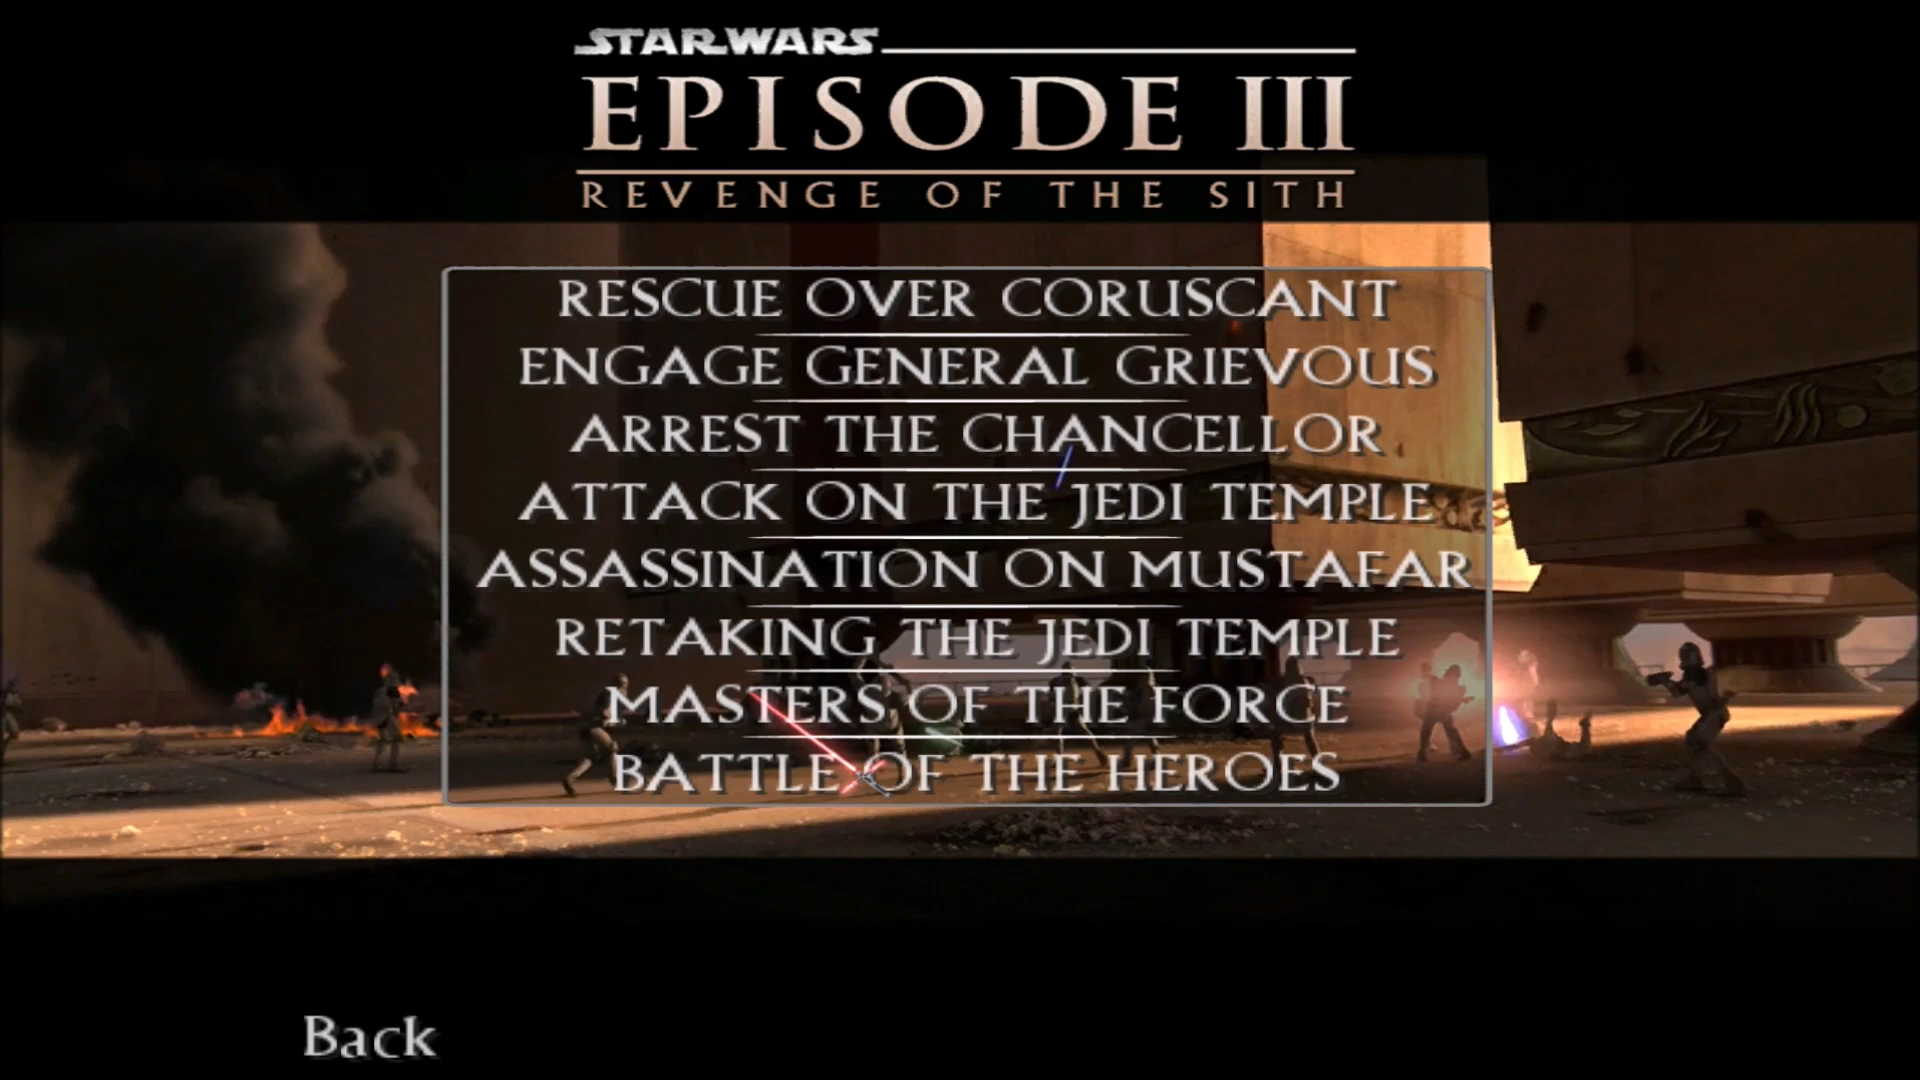 STAR WARS
EPISODE III
REVENGE OF THE SITH
RESCUE OVER CORUSCANT
ENGAGE GENERAL GRIEVOUS
ARREST THE CHANCELLOR
ATTACK ON THE JEDI TEMPLE
ASSASSINATION ON MUSTAFAR
RETAKING THE JEDI TEMPLE
MASTERS OF THE FORCE
BATTLE OF THE HEROES
Back